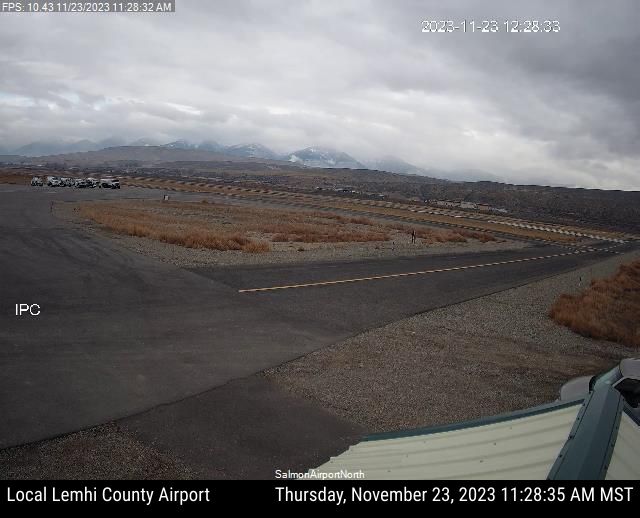 FPS: 10.43 11/23/2023 11:28:32 AM
2023-11-23 12:28:33
IPC
SalmonAirportNorth
Local Lemhi County Airport Thursday, November 23, 2023 11:28:35 AM MST